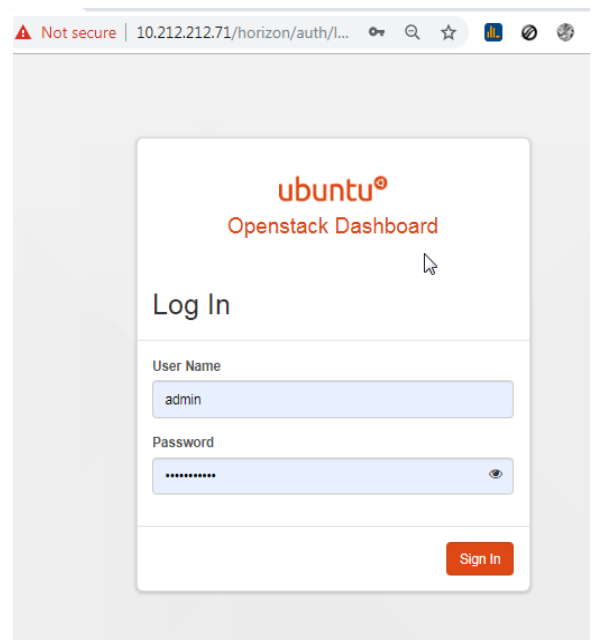 Not secure | 10.212.212.71/horizon/auth/l...
ubuntu
Openstack Dashboard
Log In
User Name
admin
Password
•••••••••••
Sign In